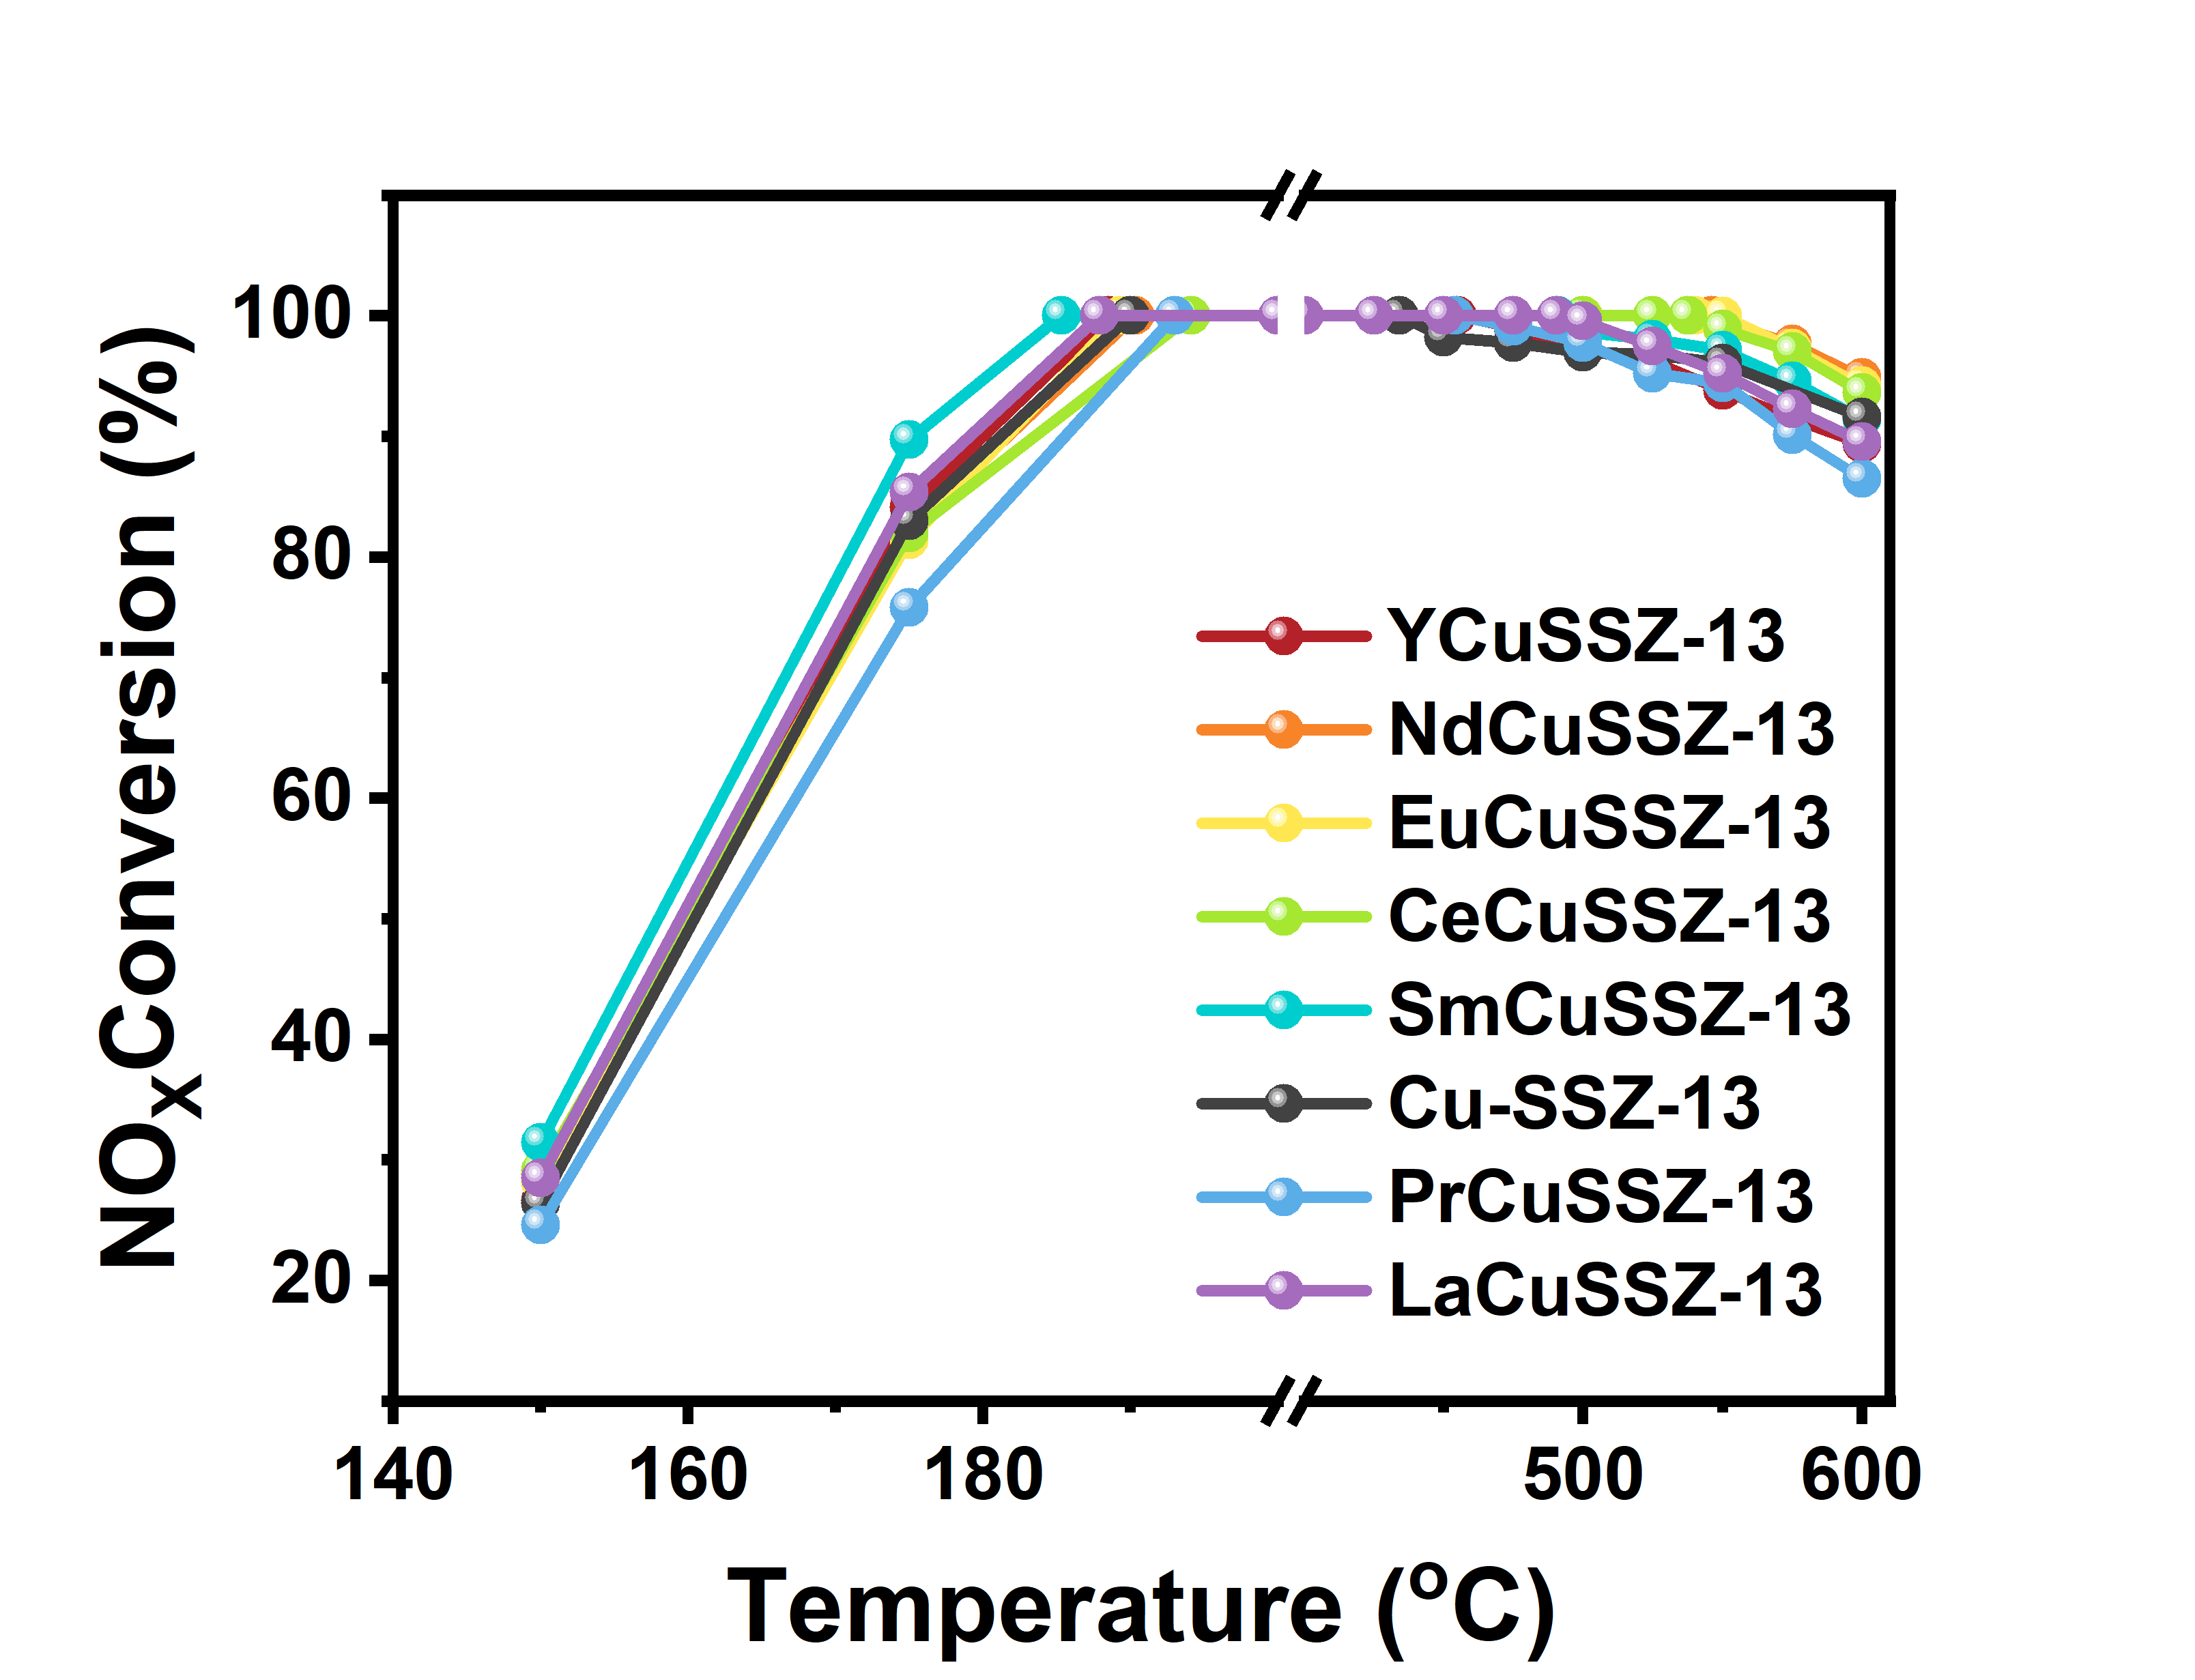 100
80
60
40
20
NOXConversion (%)
YCuSSZ-13
NdCuSSZ-13
EuCuSSZ-13
CeCuSSZ-13
SmCuSSZ-13
Cu-SSZ-13
PrCuSSZ-13
LaCuSSZ-13
140 160 180 500 600
Temperature (oC)